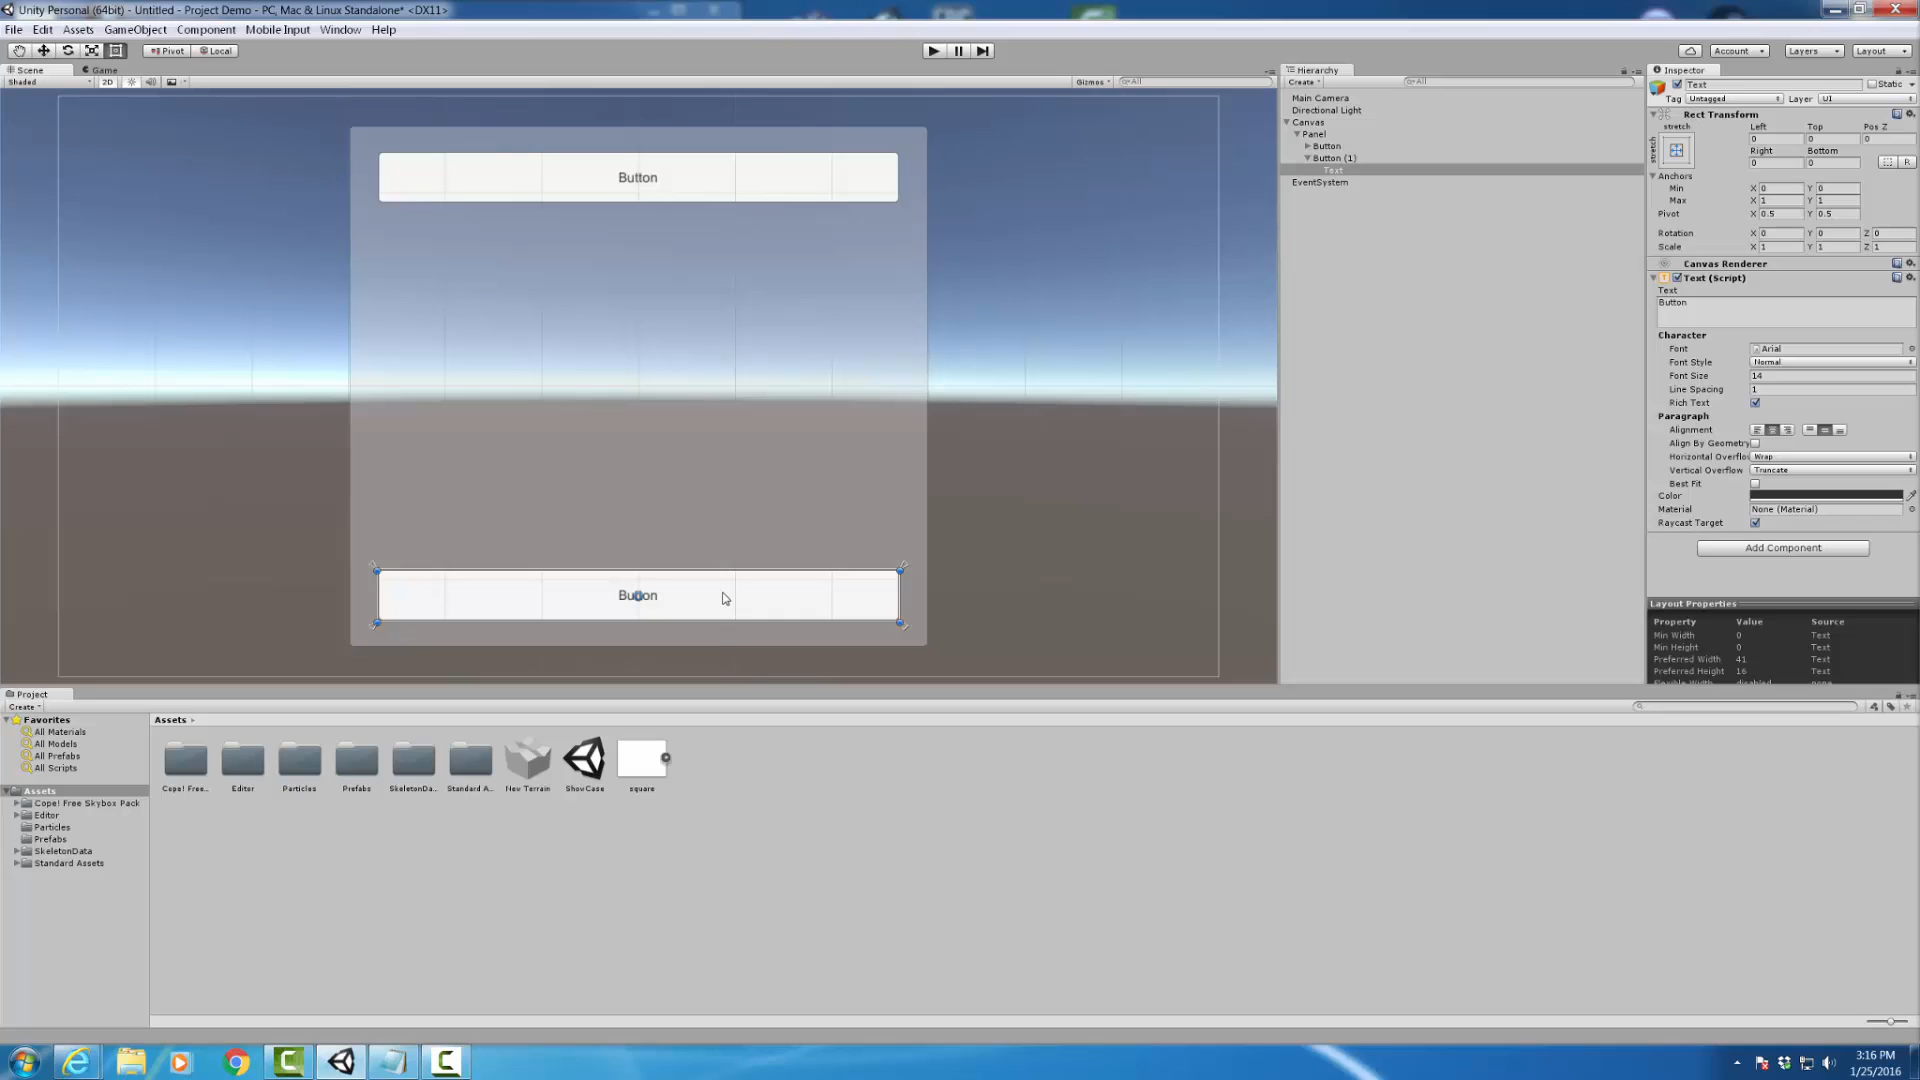 Unity Personal (64bit) - Untitled - Project Demo - PC, Mac & Linux Standalone* <DX11>
File Edit Assets GameObject Component Mobile Input Window Help
Pivot Local Account Layers Layout
Scene Game
Shaded 2D Gizmos All
Button
Button
Hierarchy
Create All
Main Camera
Directional Light
Canvas
Panel
Button
Button (1)
Text
EventSystem
Inspector
Text Static
Tag Untagged Layer UI
Rect Transform
stretch Left Top Pos Z
stretch 0 0 0
Right Bottom
0 0 R
Anchors
Min X 0 Y 0
Max X 1 Y 1
Pivot X 0.5 Y 0.5
Rotation X 0 Y 0 Z 0
Scale X 1 Y 1 Z 1
Canvas Renderer
Text (Script)
Text
Button
Character
Font Arial
Font Style Normal
Font Size 14
Line Spacing 1
Rich Text
Paragraph
Alignment
Align By Geometry
Horizontal Overflo Wrap
Vertical Overflow Truncate
Best Fit
Color
Material None (Material)
Raycast Target
Add Component
Layout Properties
Property Value Source
Min Width 0 Text
Min Height 0 Text
Preferred Width 41 Text
Preferred Height 16 Text
Project
Create
Favorites
All Materials
All Models
All Prefabs
All Scripts
Assets
Cope! Free Skybox Pack
Editor
Particles
Prefabs
SkeletonData
Standard Assets
Assets
Cope! Free... Editor Particles Prefabs SkeletonDa... Standard A... New Terrain ShowCase square
3:16 PM
1/25/2016